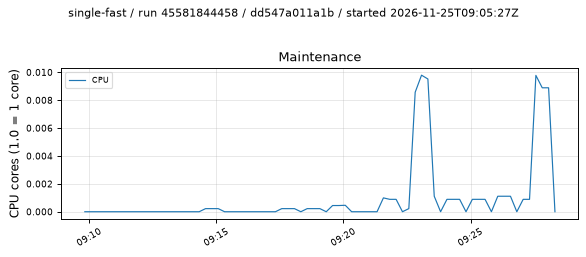 single-fast / run 45581844458 / dd547a011a1b / started 2026-11-25T09:05:27Z
Maintenance
CPU
CPU cores (1.0 = 1 core)
0.010
0.008
0.006
0.004
0.002
0.000
09:10
09:15
09:20
09:25